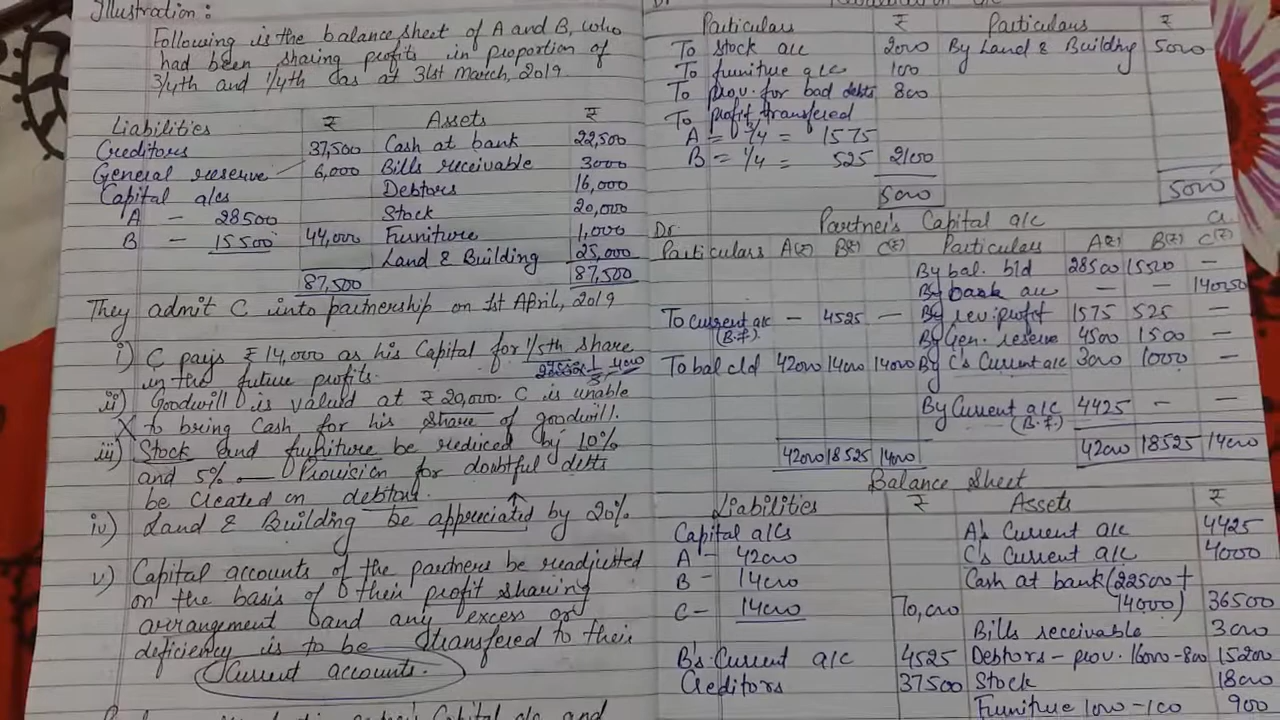 Illustration:
Following is the balance sheet of A and B, who
had been sharing profits in proportion of
3/4th and 1/4th as at 31st March, 2019
Liabilities ₹ Assets ₹
Creditors 37,500 Cash at bank 22,500
General reserve 6,000 Bills receivable 3000
Capital a/cs Debtors 16,000
A - 28500 Stock 20,000
B - 15500 44,000 Furniture 1,000
Land & Building 25,000
87,500 87,500
They admit C into partnership on 1st April, 2019
i) C pays ₹ 14,000 as his Capital for 1/5th share
in the future profits.
ii) Goodwill is valued at ₹ 20,000. C is unable
to bring cash for his share of goodwill.
iii) Stock and furniture be reduced by 10%
and 5% Provision for doubtful debts
be created on debtors.
iv) Land & Building be appreciated by 20%
v) Capital accounts of the partners be readjusted
on the basis of their profit sharing
arrangement and any excess or
deficiency is to be transfered to their
Current accounts.
Dr
Particulars ₹ Particulars ₹
To stock a/c 2000 By Land & Building 5000
To furniture a/c 100
To prov. for bad debts 800
To profit transfered
A = 3/4 = 1575
B = 1/4 = 525 2100
5000 5000
Partner's Capital a/c
Dr Cr
Particulars A(₹) B(₹) C(₹) Particulars A(₹) B(₹) C(₹)
By bal. b/d 28500 15500 -
By bank a/c - - 14000
To current a/c - 4525 - By rev. profit 1575 525 -
(B.f.) By Gen. reserve 4500 1500 -
To bal c/d 42000 14000 14000 By C's Current a/c 3000 1000 -
By Current a/c 4425 - -
(B.f.)
42000 18525 14000 42000 18525 14000
Balance Sheet
Liabilities ₹ Assets ₹
Capital a/cs A's Current a/c 4425
A - 42000 C's Current a/c 4000
B - 14000 Cash at bank (22500 +
C - 14000 70,000 14000) 36500
Bills receivable 3000
B's Current a/c 4525 Debtors - prov. 16000-800 15200
Creditors 37500 Stock 18000
Furniture 1000-100 900